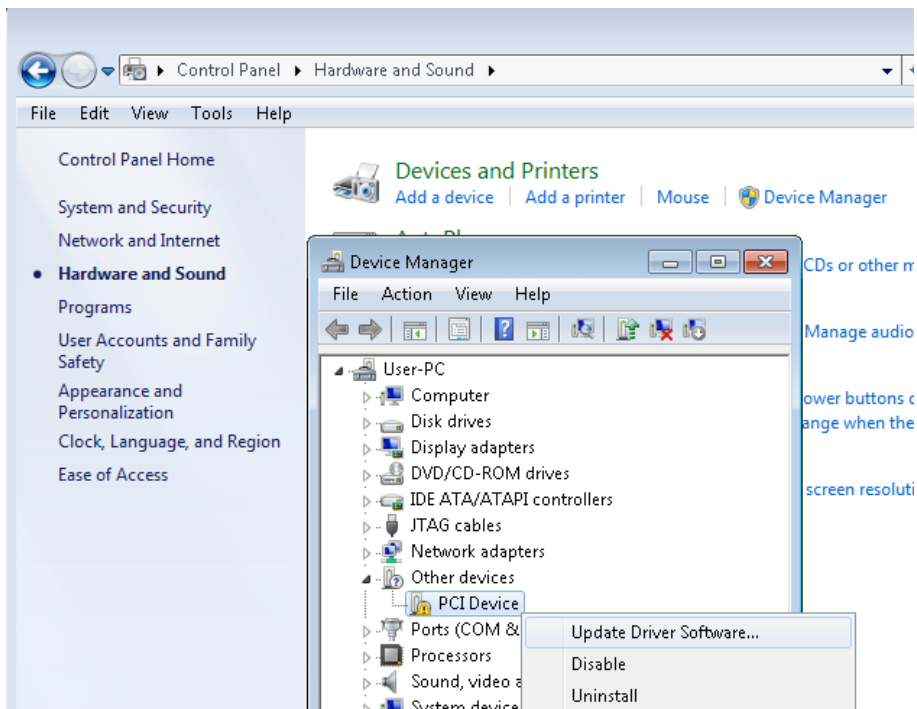 Control Panel Hardware and Sound
File Edit View Tools Help
Control Panel Home
System and Security
Network and Internet
Hardware and Sound
Programs
User Accounts and Family
Safety
Appearance and
Personalization
Clock, Language, and Region
Ease of Access
Devices and Printers
Add a device Add a printer Mouse Device Manager
CDs or other m
Manage audio
ower buttons
ange when the
screen resoluti
Device Manager
File Action View Help
User-PC
Computer
Disk drives
Display adapters
DVD/CD-ROM drives
IDE ATA/ATAPI controllers
JTAG cables
Network adapters
Other devices
PCI Device
Ports (COM &
Processors
Sound, video
System device
Update Driver Software...
Disable
Uninstall